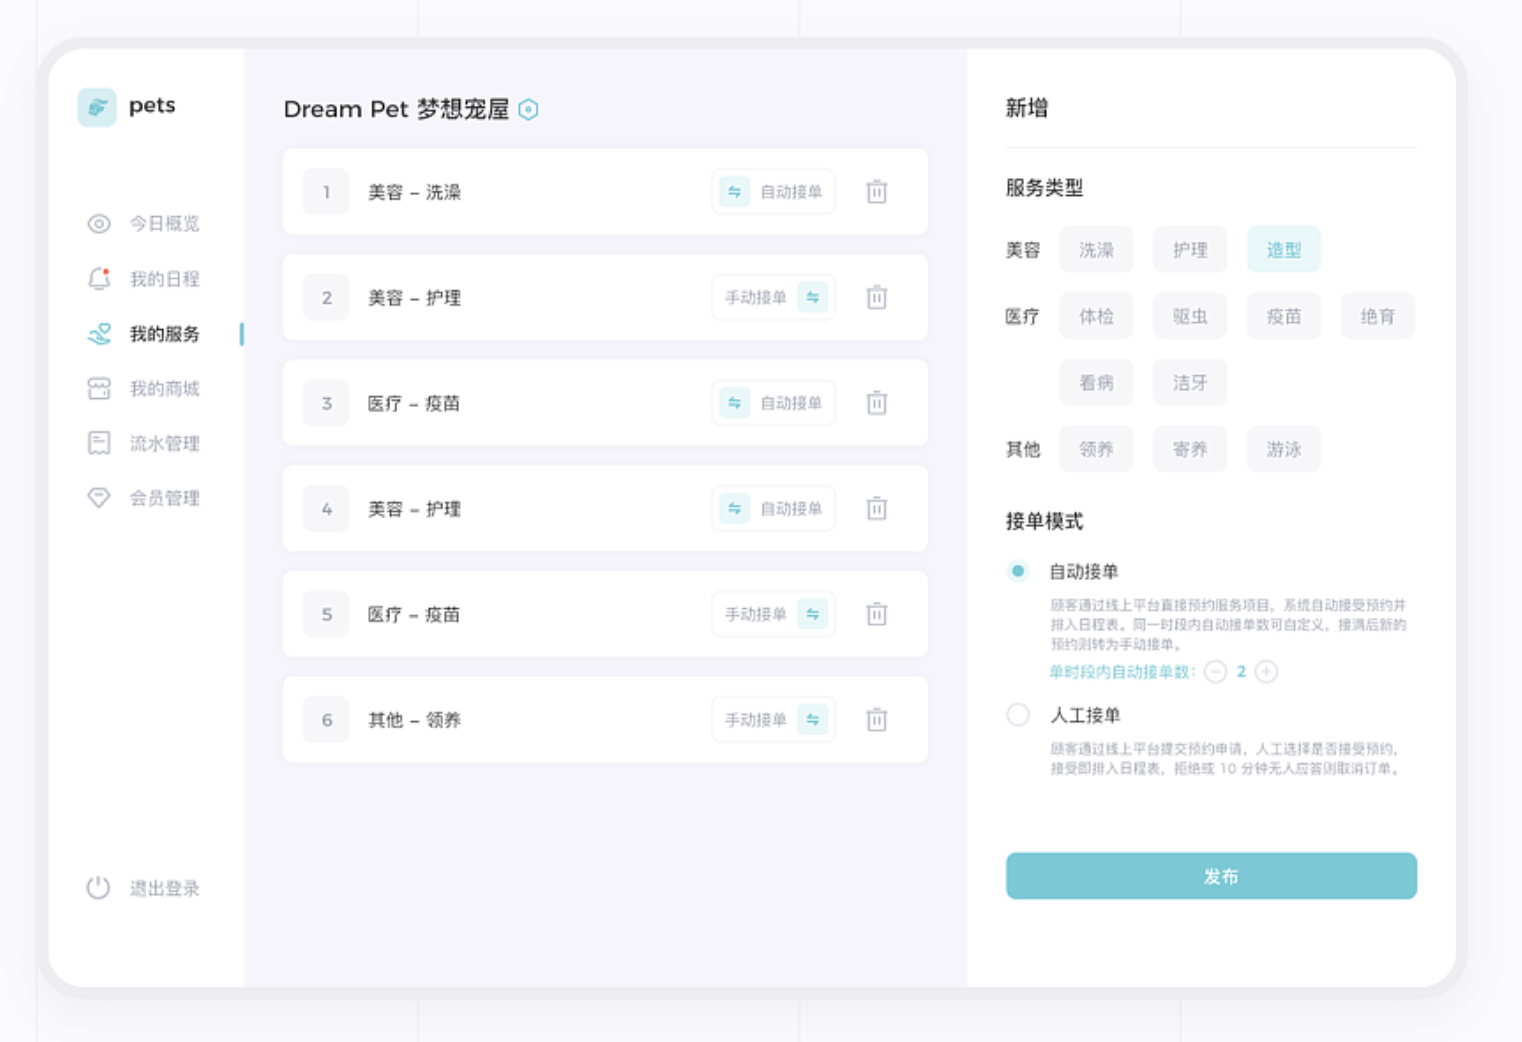 pets
今日概览
我的日程
我的服务
我的商城
流水管理
会员管理
退出登录
Dream Pet 梦想宠屋
1 美容 – 洗澡 自动接单
2 美容 – 护理 手动接单
3 医疗 – 疫苗 自动接单
4 美容 – 护理 自动接单
5 医疗 – 疫苗 手动接单
6 其他 – 领养 手动接单
新增
服务类型
美容 洗澡 护理 造型
医疗 体检 驱虫 疫苗 绝育
看病 洁牙
其他 领养 寄养 游泳
接单模式
自动接单
顾客通过线上平台直接预约服务项目，系统自动接受预约并
排入日程表。同一时段内自动接单数可自定义，接满后新的
预约则转为手动接单。
单时段内自动接单数: 2
人工接单
顾客通过线上平台提交预约申请，人工选择是否接受预约，
接受即排入日程表，拒绝或 10 分钟无人应答则取消订单。
发布